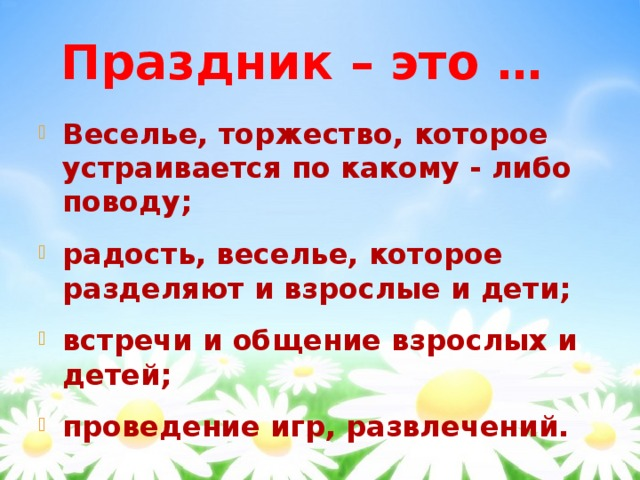 Праздник – это …
Веселье, торжество, которое
устраивается по какому - либо
поводу;
радость, веселье, которое
разделяют и взрослые и дети;
встречи и общение взрослых и
детей;
проведение игр, развлечений.